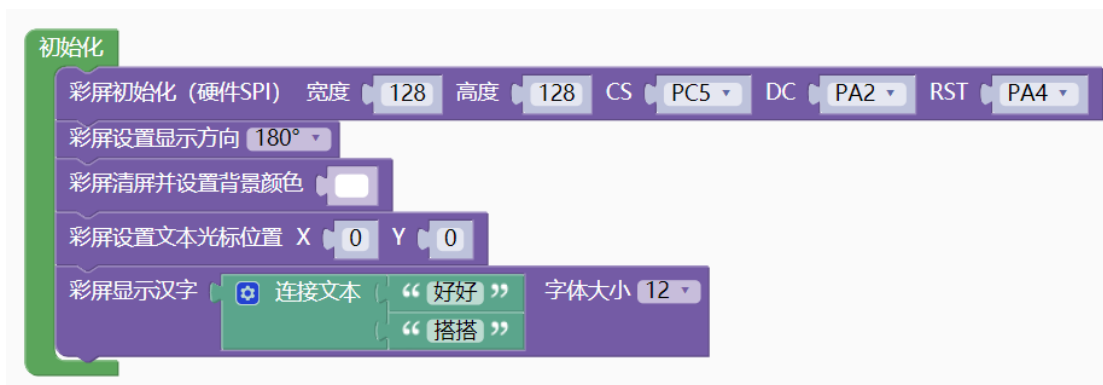 初始化
彩屏初始化（硬件SPI） 宽度 128 高度 128 CS PC5 DC PA2 RST PA4
彩屏设置显示方向 180°
彩屏清屏并设置背景颜色
彩屏设置文本光标位置 X 0 Y 0
彩屏显示汉字 连接文本 “ 好好 ” 字体大小 12
“ 搭搭 ”